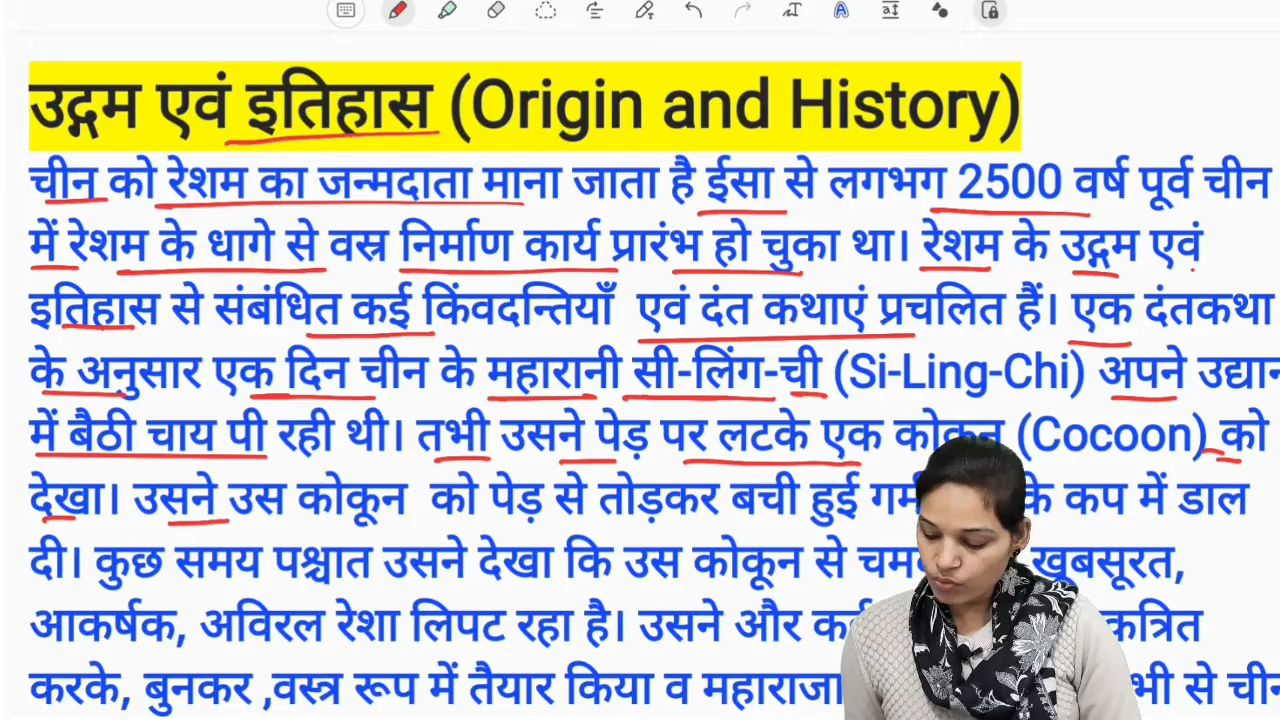 उद्गम एवं इतिहास (Origin and History)
चीन को रेशम का जन्मदाता माना जाता है ईसा से लगभग 2500 वर्ष पूर्व चीन
में रेशम के धागे से वस्र निर्माण कार्य प्रारंभ हो चुका था। रेशम के उद्गम एवं
इतिहास से संबंधित कई किंवदन्तियाँ एवं दंत कथाएं प्रचलित हैं। एक दंतकथा
के अनुसार एक दिन चीन के महारानी सी-लिंग-ची (Si-Ling-Chi) अपने उद्यान
में बैठी चाय पी रही थी। तभी उसने पेड़ पर लटके एक कोकून (Cocoon) को
देखा। उसने उस कोकून को पेड़ से तोड़कर बची हुई कप में डाल
दी। कुछ समय पश्चात उसने देखा कि उस कोकून से खूबसूरत,
आकर्षक, अविरल रेशा लिपट रहा है। उसने और
करके, बुनकर ,वस्त्र रूप में तैयार किया व महाराजा से